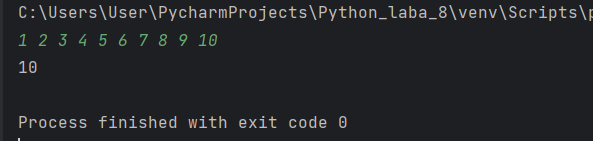 C:\Users\User\PycharmProjects\Python_laba_8\venv\Scripts\
1 2 3 4 5 6 7 8 9 10
10
Process finished with exit code 0